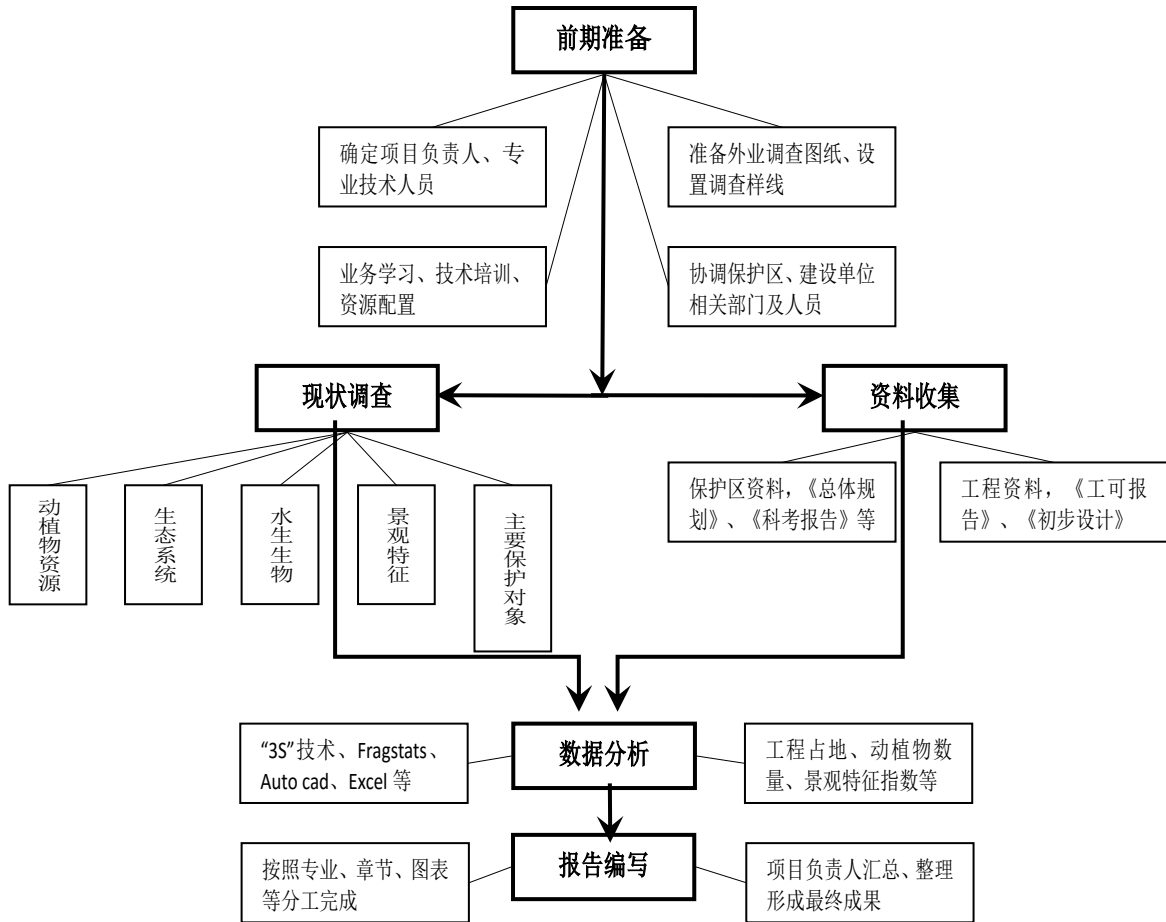 前期准备
确定项目负责人、专
业技术人员
准备外业调查图纸、设
置调查样线
业务学习、技术培训、
资源配置
协调保护区、建设单位
相关部门及人员
现状调查
资料收集
动植物资源
生态系统
水生生物
景观特征
主要保护对象
保护区资料，《总体规
划》、《科考报告》等
工程资料，《工可报
告》、《初步设计》
“3S”技术、Fragstats、
Auto cad、Excel 等
数据分析
工程占地、动植物数
量、景观特征指数等
按照专业、章节、图表
等分工完成
报告编写
项目负责人汇总、整理
形成最终成果